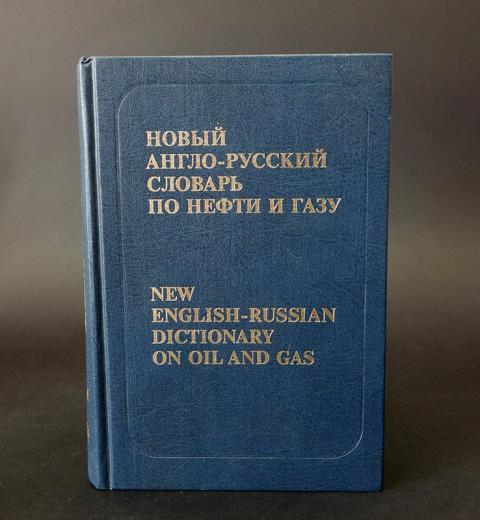 НОВЫЙ
АНГЛО-РУССКИЙ
СЛОВАРЬ
ПО НЕФТИ И ГАЗУ
NEW
ENGLISH-RUSSIAN
DICTIONARY
ON OIL AND GAS